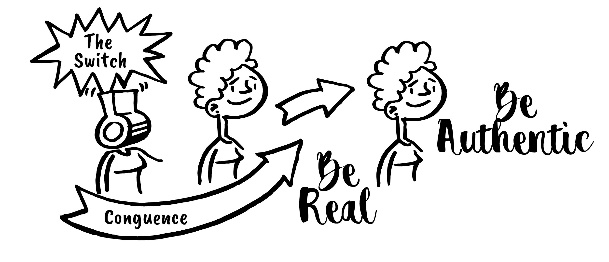 The
Switch
Conguence
Be
Real
Be
Authentic